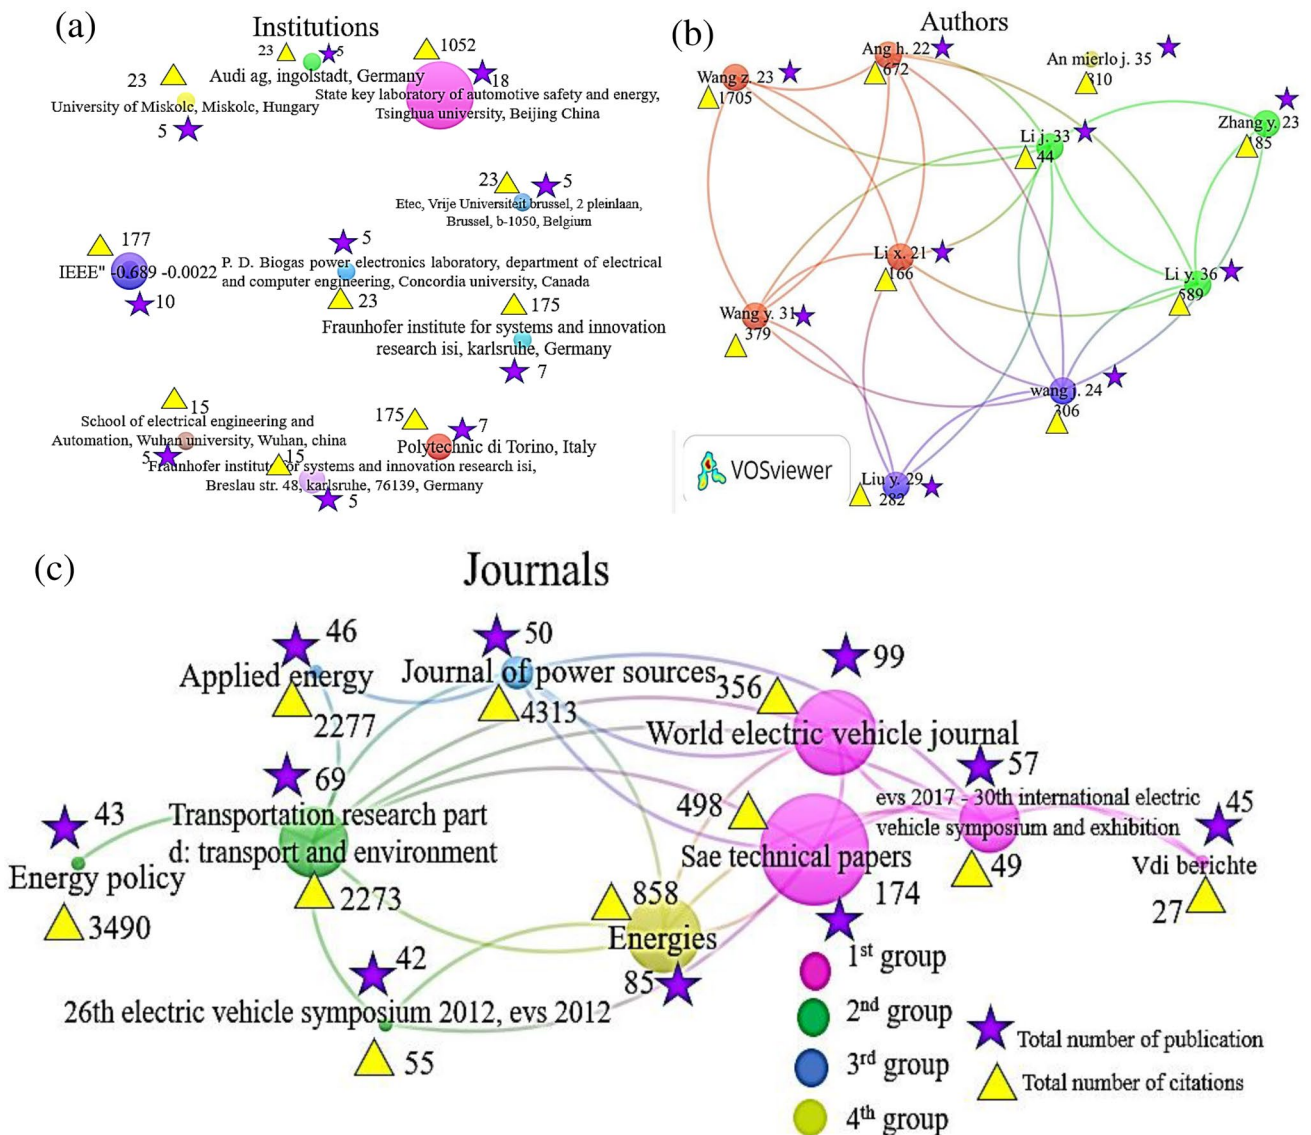 (a)
Institutions
23
5
1052
Audi ag, ingolstadt, Germany
23
18
State key laboratory of automotive safety and energy,
Tsinghua university, Beijing China
University of Miskolc, Miskolc, Hungary
5
23
5
Etec, Vrije Universiteit brussel, 2 pleinlaan,
Brussel, b-1050, Belgium
177
IEEE" -0.689 -0.0022
10
5
P. D. Biogas power electronics laboratory, department of electrical
and computer engineering, Concordia university, Canada
23
175
Fraunhofer institute for systems and innovation
research isi, karlsruhe, Germany
7
15
School of electrical engineering and
Automation, Wuhan university, Wuhan, china
5
175
7
Polytechnic di Torino, Italy
15
Fraunhofer institute for systems and innovation research isi,
Breslau str. 48, karlsruhe, 76139, Germany
5
(b)
Authors
Wang z. 23
1705
Ang h. 22
672
An mierlo j. 35
810
Zhang y. 23
185
Li j. 33
44
Li x. 21
166
Li y. 36
589
Wang y. 31
379
wang j. 24
306
Liu y. 29
282
VOSviewer
(c)
Journals
46
Applied energy
2277
50
Journal of power sources
4313
99
356
World electric vehicle journal
69
Transportation research part
d: transport and environment
2273
43
Energy policy
3490
57
evs 2017 - 30th international electric
vehicle symposium and exhibition
49
45
Vdi berichte
27
498
Sae technical papers
174
858
Energies
85
42
26th electric vehicle symposium 2012, evs 2012
55
1st group
2nd group
3rd group
4th group
Total number of publication
Total number of citations